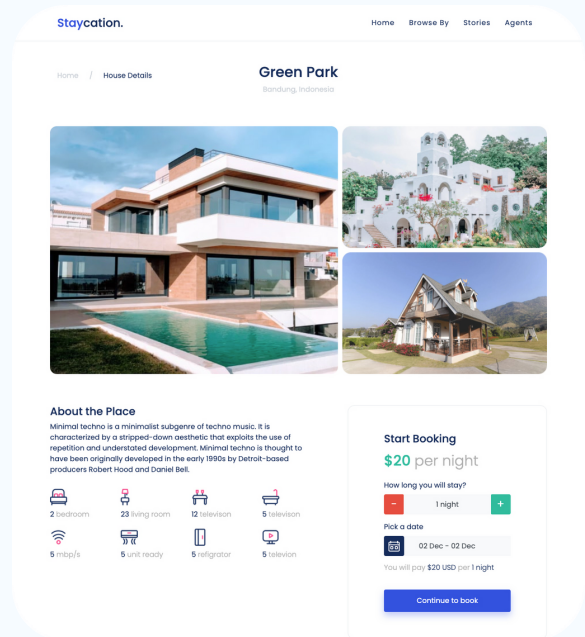 Staycation.
Home Browse By Stories Agents
Home / House Details
Green Park
Bandung, Indonesia
About the Place
Minimal techno is a minimalist subgenre of techno music. It is
characterized by a stripped-down aesthetic that exploits the use of
repetition and understated development. Minimal techno is thought to
have been originally developed in the early 1990s by Detroit-based
producers Robert Hood and Daniel Bell.
2 bedroom
23 living room
12 televison
5 televison
5 mbp/s
5 unit ready
5 refigrator
5 televion
Start Booking
$20 per night
How long you will stay?
- 1 night +
Pick a date
02 Dec - 02 Dec
You will pay $20 USD per 1 night
Continue to book